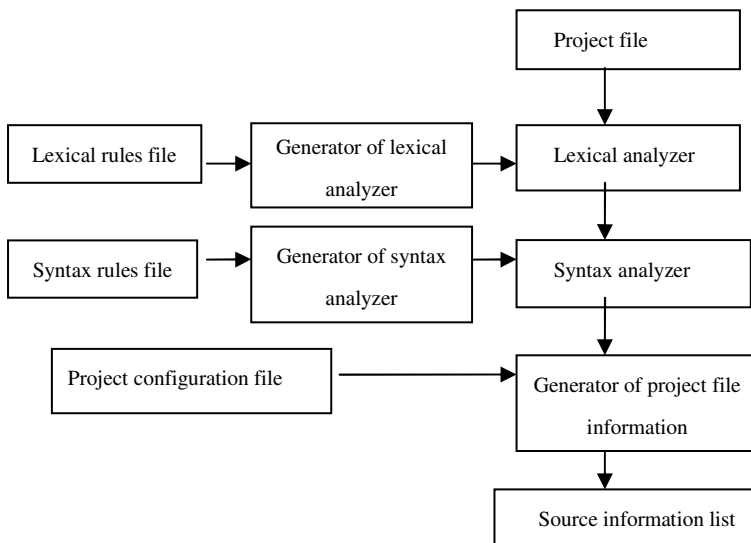 Project file
Lexical rules file
Generator of lexical
analyzer
Lexical analyzer
Syntax rules file
Generator of syntax
analyzer
Syntax analyzer
Project configuration file
Generator of project file
information
Source information list